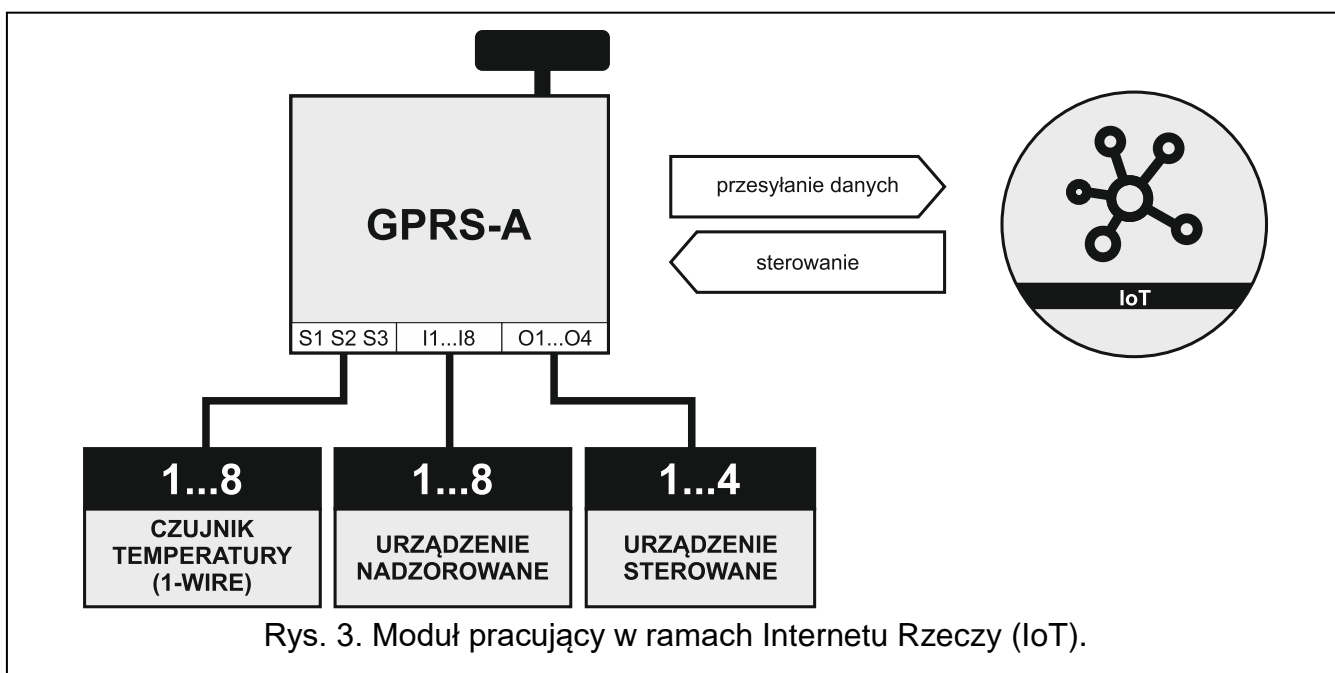 GPRS-A
S1 S2 S3 I1...I8 O1...O4
przesyłanie danych
sterowanie
IoT
1...8
CZUJNIK
TEMPERATURY
(1-WIRE)
1...8
URZĄDZENIE
NADZOROWANE
1...4
URZĄDZENIE
STEROWANE
Rys. 3. Moduł pracujący w ramach Internetu Rzeczy (IoT).